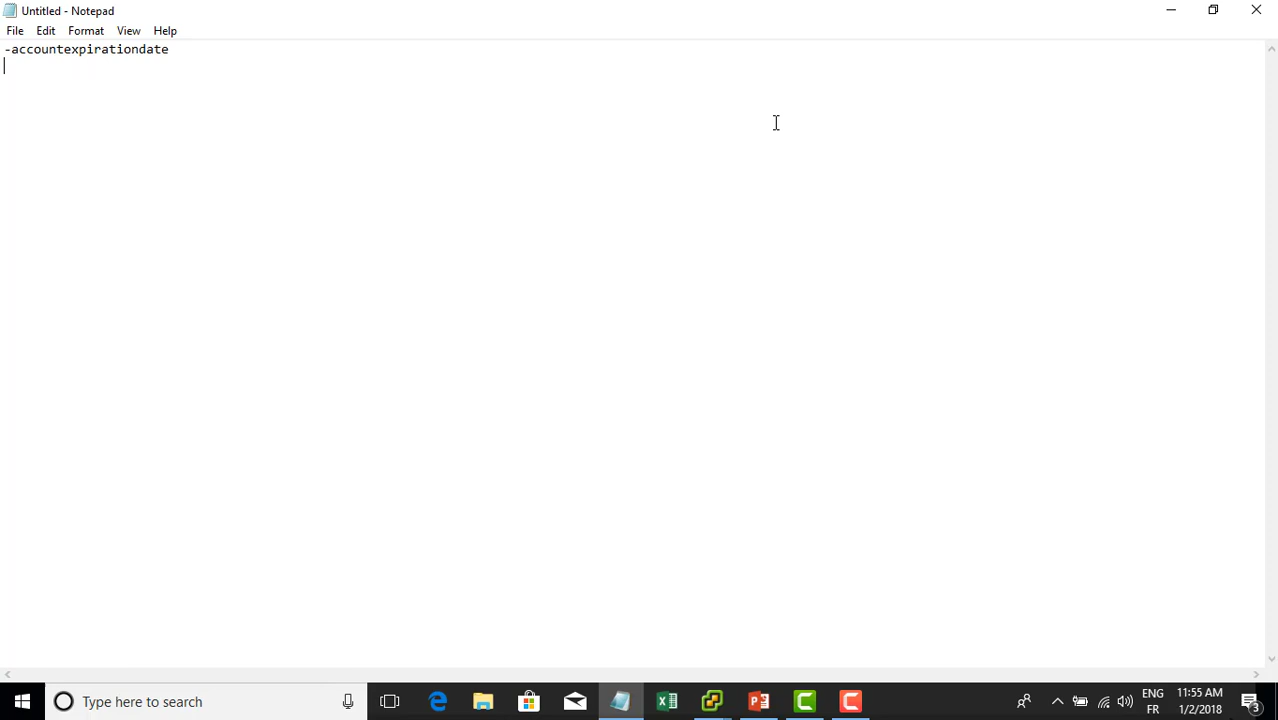 Untitled - Notepad
File Edit Format View Help
-accountexpirationdate
Type here to search
ENG
FR
11:55 AM
1/2/2018
3